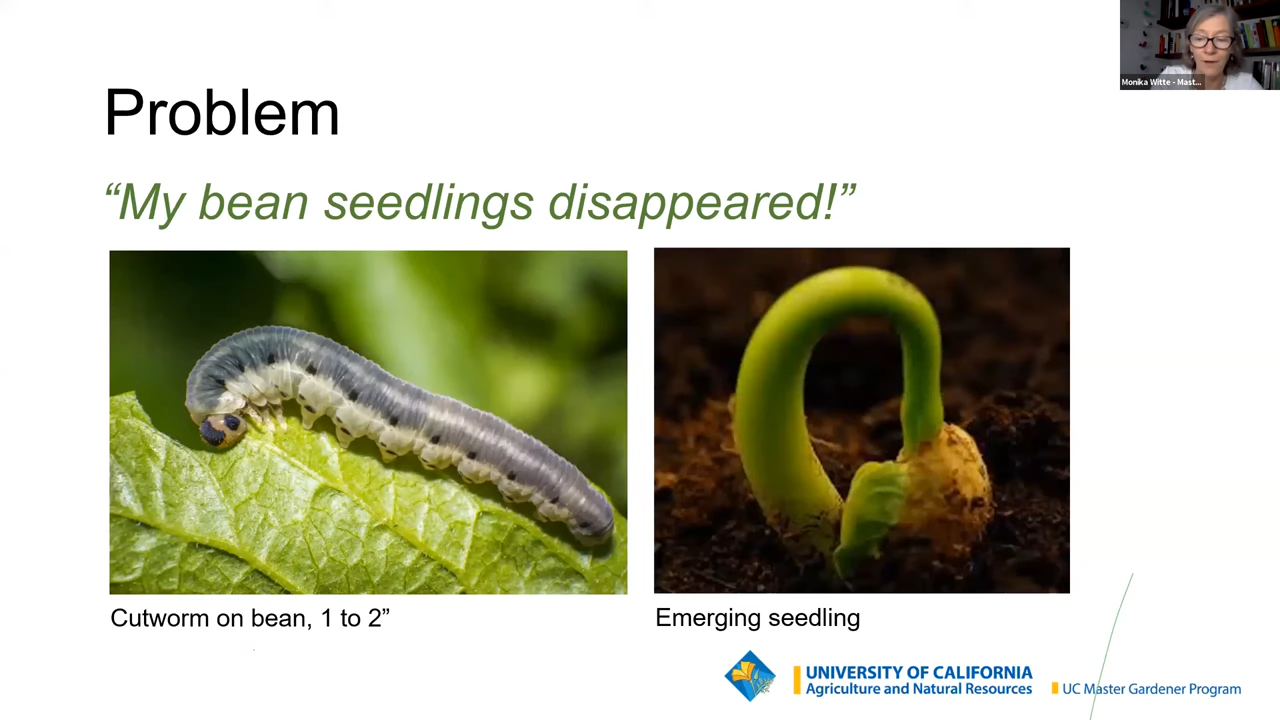 Monika Witte - Mast...
Problem
“My bean seedlings disappeared!”
Cutworm on bean, 1 to 2”
Emerging seedling
UNIVERSITY OF CALIFORNIA
Agriculture and Natural Resources
UC Master Gardener Program